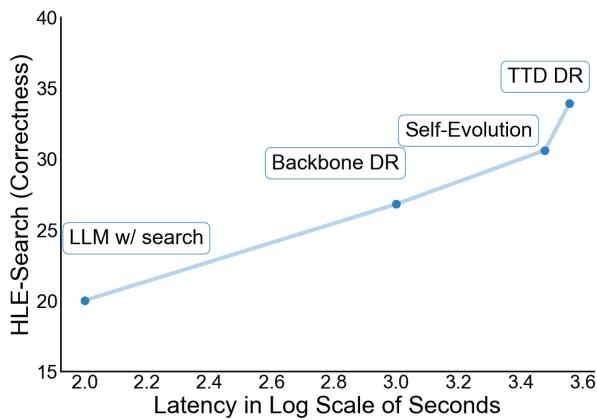 40
35
30
25
20
15
HLE-Search (Correctness)
TTD DR
Self-Evolution
Backbone DR
LLM w/ search
2.0 2.2 2.4 2.6 2.8 3.0 3.2 3.4 3.6
Latency in Log Scale of Seconds